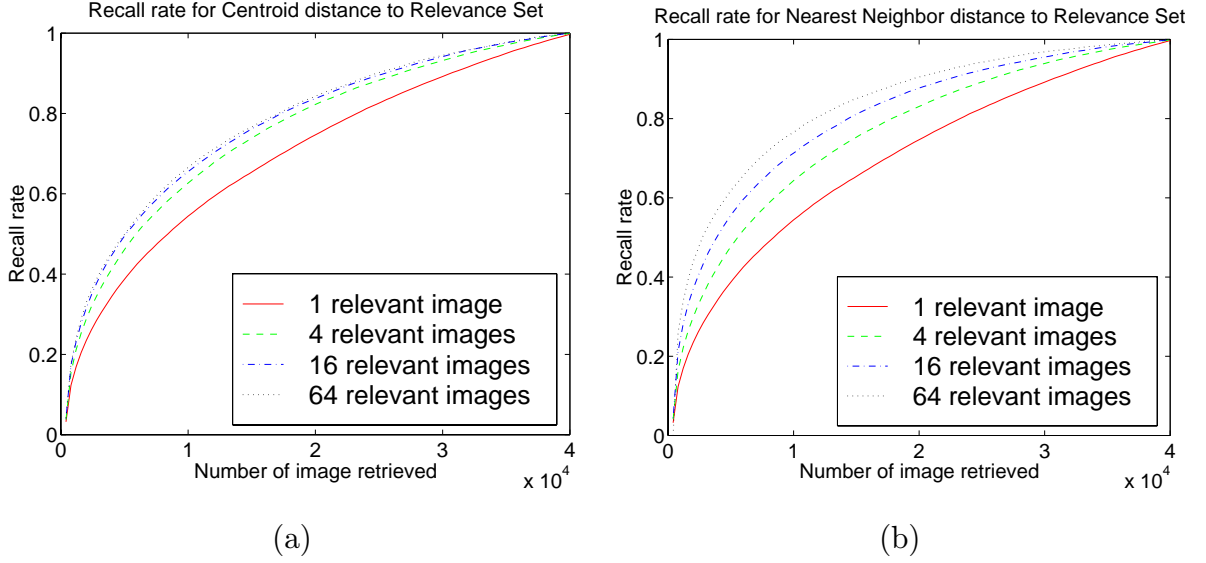 Recall rate for Centroid distance to Relevance Set
1
0.8
0.6
0.4
0.2
0
Recall rate
1 relevant image
4 relevant images
16 relevant images
64 relevant images
0 1 2 3 4
Number of image retrieved
x 10^4
(a)
Recall rate for Nearest Neighbor distance to Relevance Set
1
0.8
0.6
0.4
0.2
0
Recall rate
1 relevant image
4 relevant images
16 relevant images
64 relevant images
0 1 2 3 4
Number of image retrieved
x 10^4
(b)